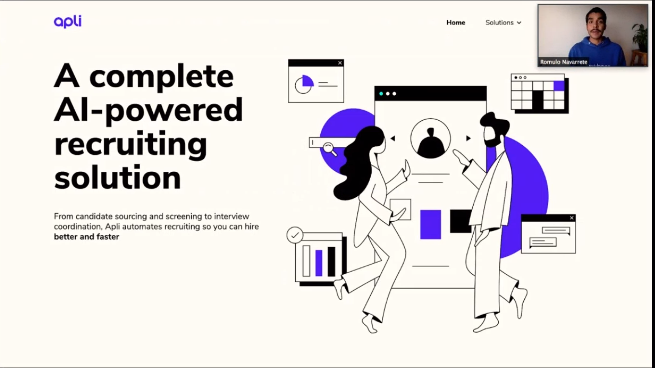 apli
Home
Solutions
Romulo Navarrete
A complete
AI-powered
recruiting
solution
From candidate sourcing and screening to interview
coordination, Apli automates recruiting so you can hire
better and faster